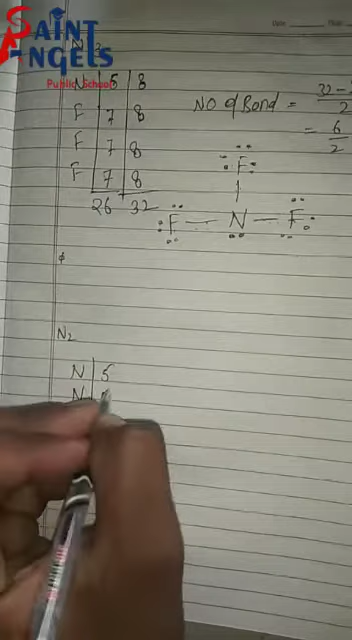 SAINT ANGELS
Public School
N 5 8
F 7 8
F 7 8
F 7 8
26 32
NO of Bond =
= 6/2
F
F — N — F
N2
N 5
N